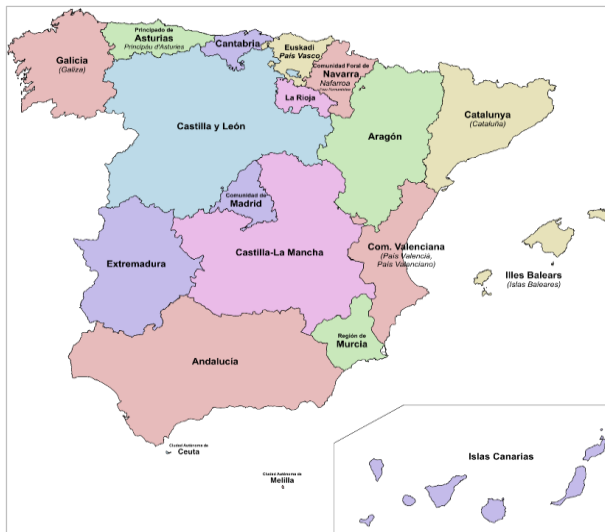 Galicia
(Galiza)
Principado de
Asturias
Principáu d'Asturies
Cantabria
Euskadi
País Vasco
Comunidad Foral de
Navarra
Nafarroa
La Rioja
Castilla y León
Aragón
Catalunya
(Cataluña)
Comunidad de
Madrid
Extremadura
Castilla-La Mancha
Com. Valenciana
(País Valencià,
País Valenciano)
Illes Balears
(Islas Baleares)
Región de
Murcia
Andalucía
Ciudad Autónoma de
Ceuta
Ciudad Autónoma de
Melilla
Islas Canarias